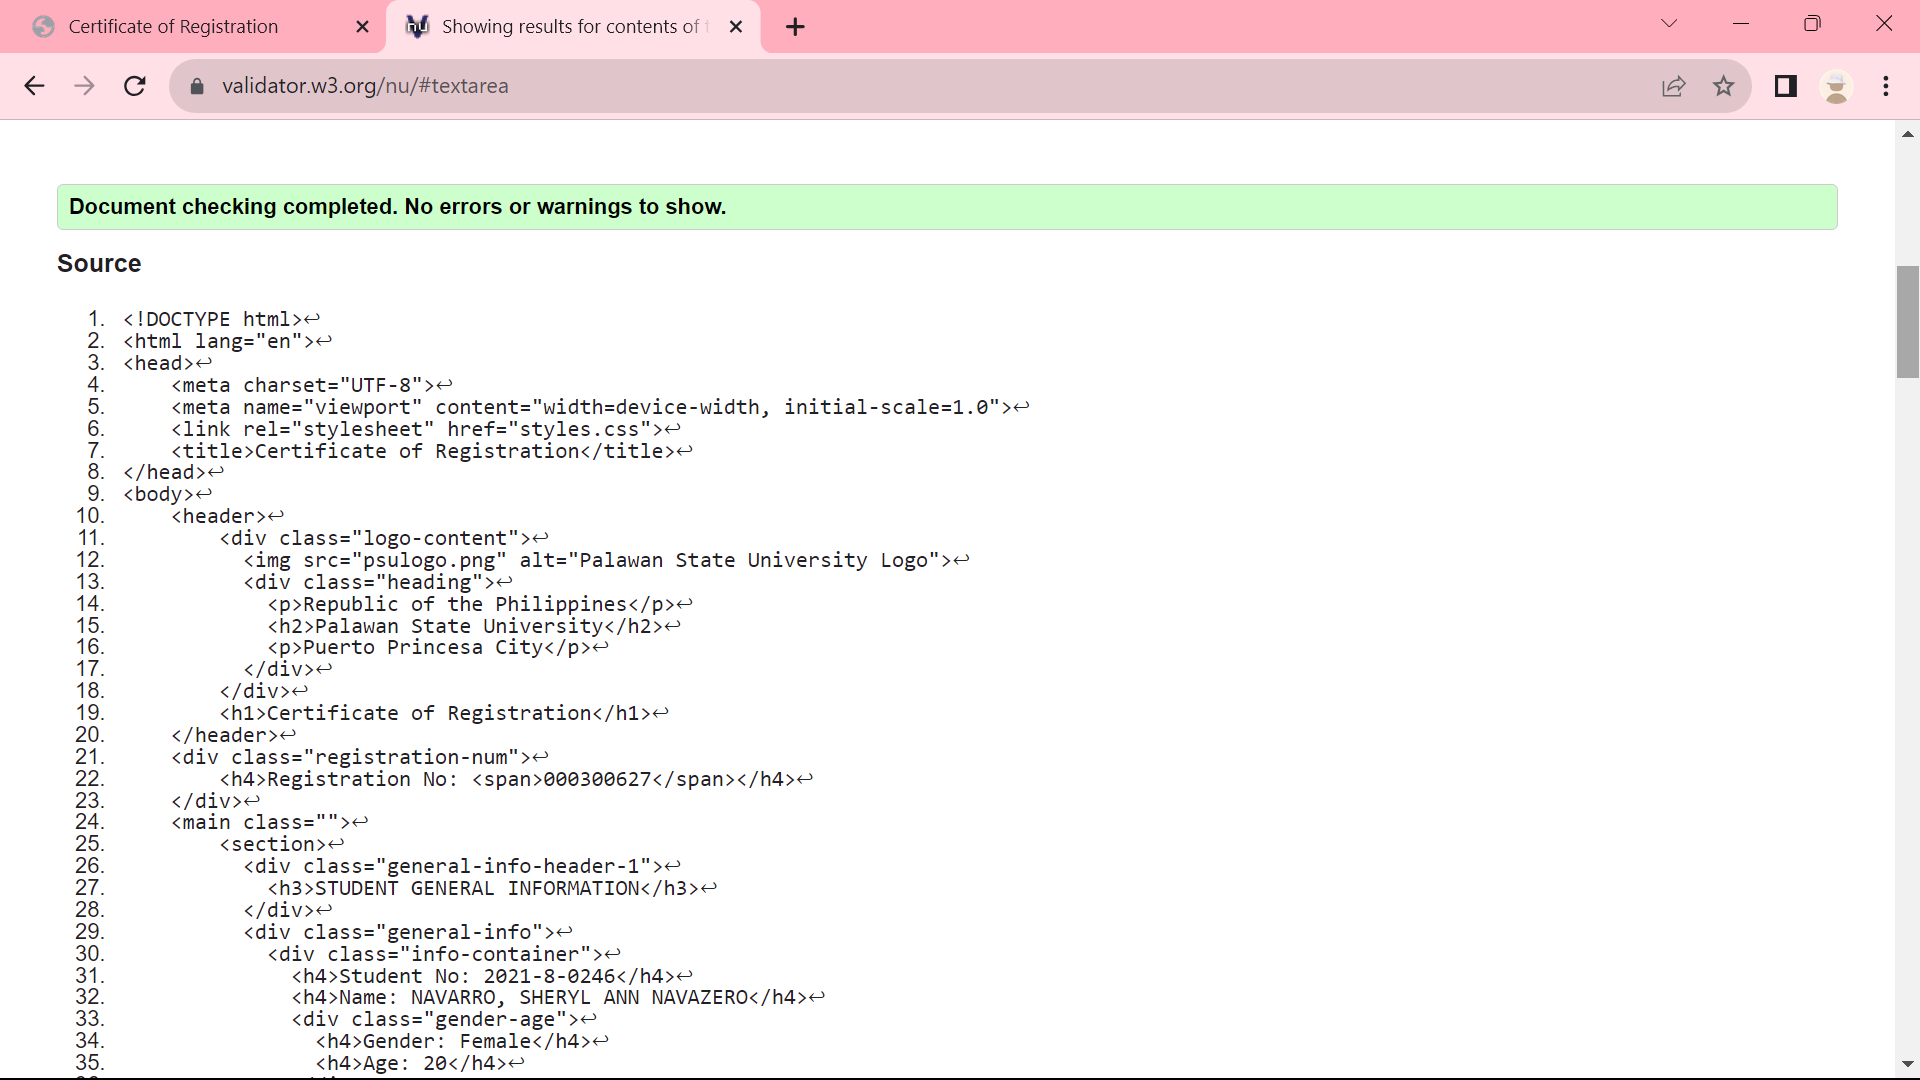 Certificate of Registration
Showing results for contents of
validator.w3.org/nu/#textarea
Document checking completed. No errors or warnings to show.
Source
1. <!DOCTYPE html>↩
2. <html lang="en">↩
3. <head>↩
4.     <meta charset="UTF-8">↩
5.     <meta name="viewport" content="width=device-width, initial-scale=1.0">↩
6.     <link rel="stylesheet" href="styles.css">↩
7.     <title>Certificate of Registration</title>↩
8. </head>↩
9. <body>↩
10.     <header>↩
11.         <div class="logo-content">↩
12.           <img src="psulogo.png" alt="Palawan State University Logo">↩
13.           <div class="heading">↩
14.             <p>Republic of the Philippines</p>↩
15.             <h2>Palawan State University</h2>↩
16.             <p>Puerto Princesa City</p>↩
17.           </div>↩
18.         </div>↩
19.         <h1>Certificate of Registration</h1>↩
20.     </header>↩
21.     <div class="registration-num">↩
22.         <h4>Registration No: <span>000300627</span></h4>↩
23.     </div>↩
24.     <main class="">↩
25.         <section>↩
26.           <div class="general-info-header-1">↩
27.             <h3>STUDENT GENERAL INFORMATION</h3>↩
28.           </div>↩
29.           <div class="general-info">↩
30.             <div class="info-container">↩
31.               <h4>Student No: 2021-8-0246</h4>↩
32.               <h4>Name: NAVARRO, SHERYL ANN NAVAZERO</h4>↩
33.               <div class="gender-age">↩
34.                 <h4>Gender: Female</h4>↩
35.                 <h4>Age: 20</h4>↩